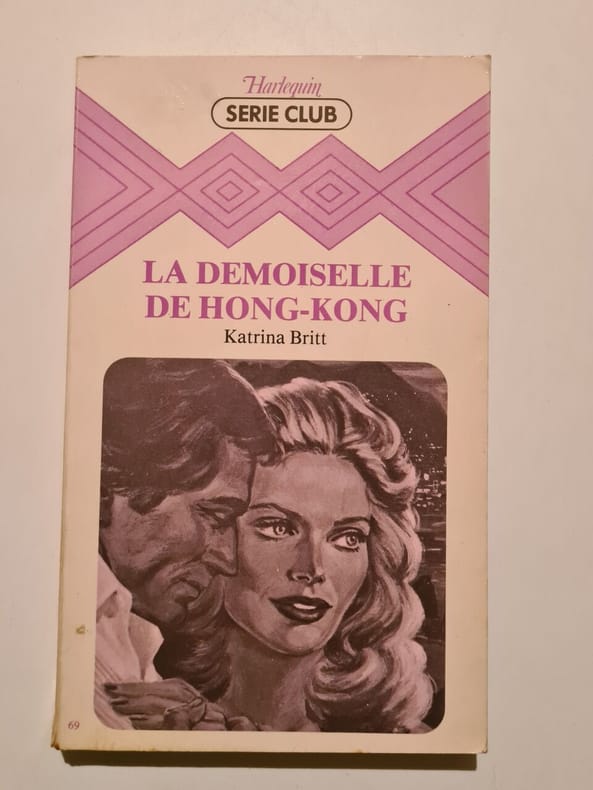 Harlequin
SERIE CLUB
LA DEMOISELLE
DE HONG-KONG
Katrina Britt
69